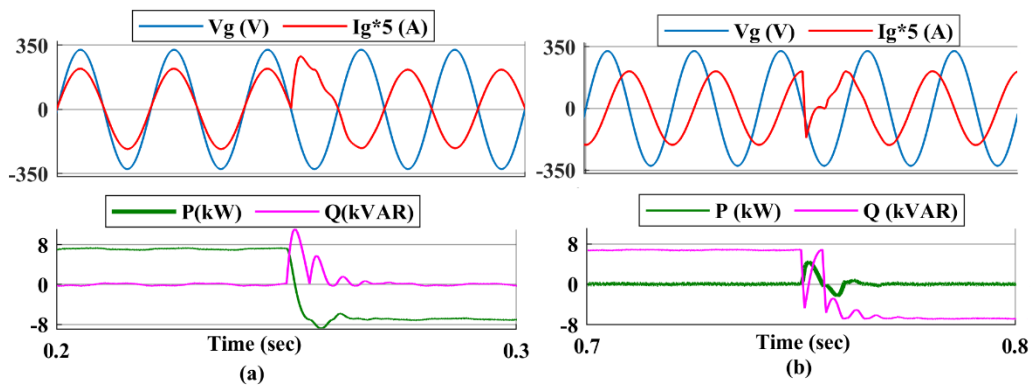 Vg (V) Ig*5 (A)
350
0
-350
P(kW) Q(kVAR)
8
0
-8
0.2 Time (sec) 0.3
(a)
Vg (V) Ig*5 (A)
350
0
-350
P (kW) Q (kVAR)
8
0
-8
0.7 Time (sec) 0.8
(b)